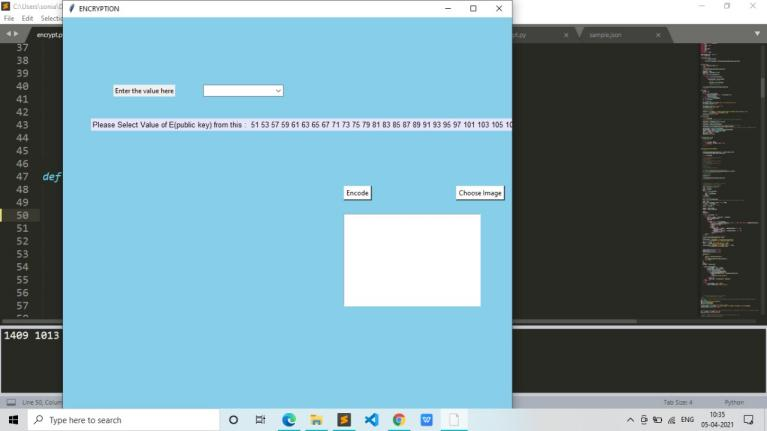 C:\Users\sonia\D
ENCRYPTION
File Edit Selectio
encrypt.p
pt.py
sample.json
37
38
39
40
41
42
43
44
45
46
47 def
48
49
50
51
52
53
54
55
56
57
Enter the value here
Please Select Value of E(public key) from this : 51 53 57 59 61 63 65 67 71 73 75 79 81 83 85 87 89 91 93 95 97 101 103 105 10
Encode
Choose Image
1409 1013
Line 50, Colum
Tab Size: 4
Python
Type here to search
ENG
10:35
05-04-2021